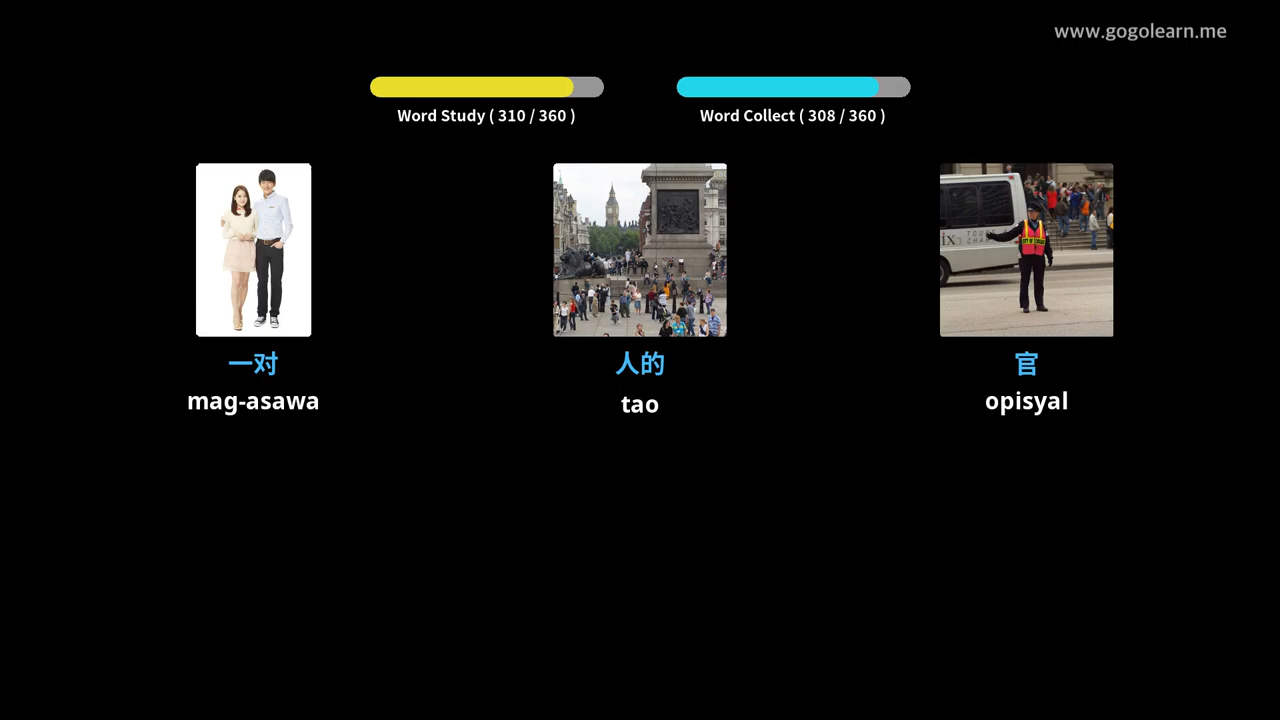 www.gogolearn.me
Word Study ( 310 / 360 )
Word Collect ( 308 / 360 )
一对
人的
官
mag-asawa
tao
opisyal